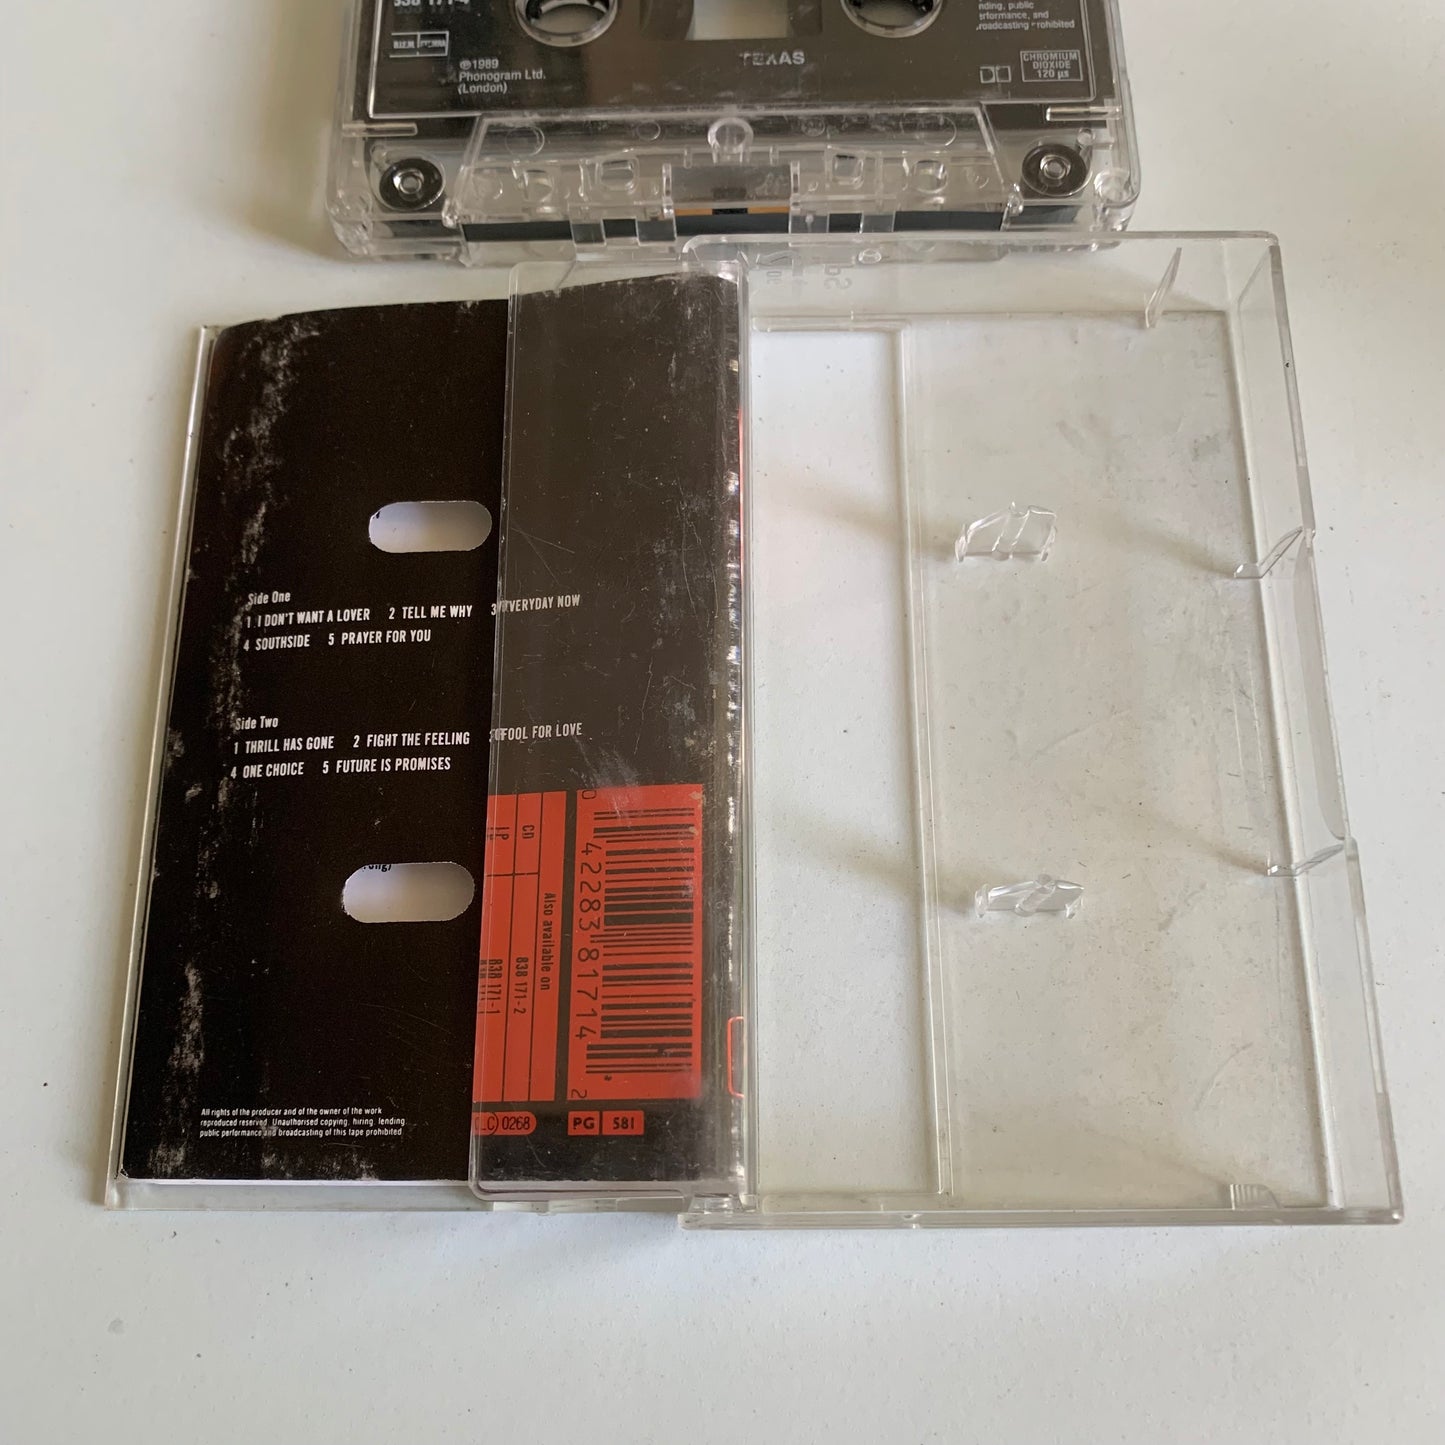 838 171-4
B.I.E.M. STEMRA
℗1989
Phonogram Ltd.
(London)
TEXAS
nding, public
erformance, and
roadcasting rohibited
CHROMIUM
DIOXIDE
120 µs
Side One
1 I DON'T WANT A LOVER 2 TELL ME WHY 3 EVERYDAY NOW
4 SOUTHSIDE 5 PRAYER FOR YOU
Side Two
1 THRILL HAS GONE 2 FIGHT THE FEELING FOOL FOR LOVE
4 ONE CHOICE 5 FUTURE IS PROMISES
0 42283 81714 2
Also available on
CD 838 171-2
LP 838 171-1
LC 0268
PG 581
All rights of the producer and of the owner of the work
reproduced reserved. Unauthorised copying, hiring, lending
public performance and broadcasting of this tape prohibited